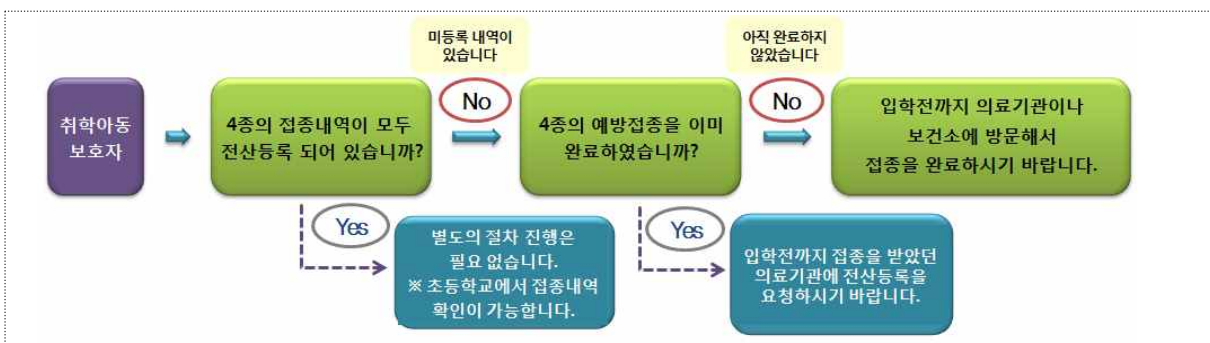 취학아동
보호자
4종의 접종내역이 모두
전산등록 되어 있습니까?
미등록 내역이
있습니다
No
4종의 예방접종을 이미
완료하였습니까?
아직 완료하지
않았습니다
No
입학전까지 의료기관이나
보건소에 방문해서
접종을 완료하시기 바랍니다.
Yes
별도의 절차 진행은
필요 없습니다.
※ 초등학교에서 접종내역
확인이 가능합니다.
Yes
입학전까지 접종을 받았던
의료기관에 전산등록을
요청하시기 바랍니다.